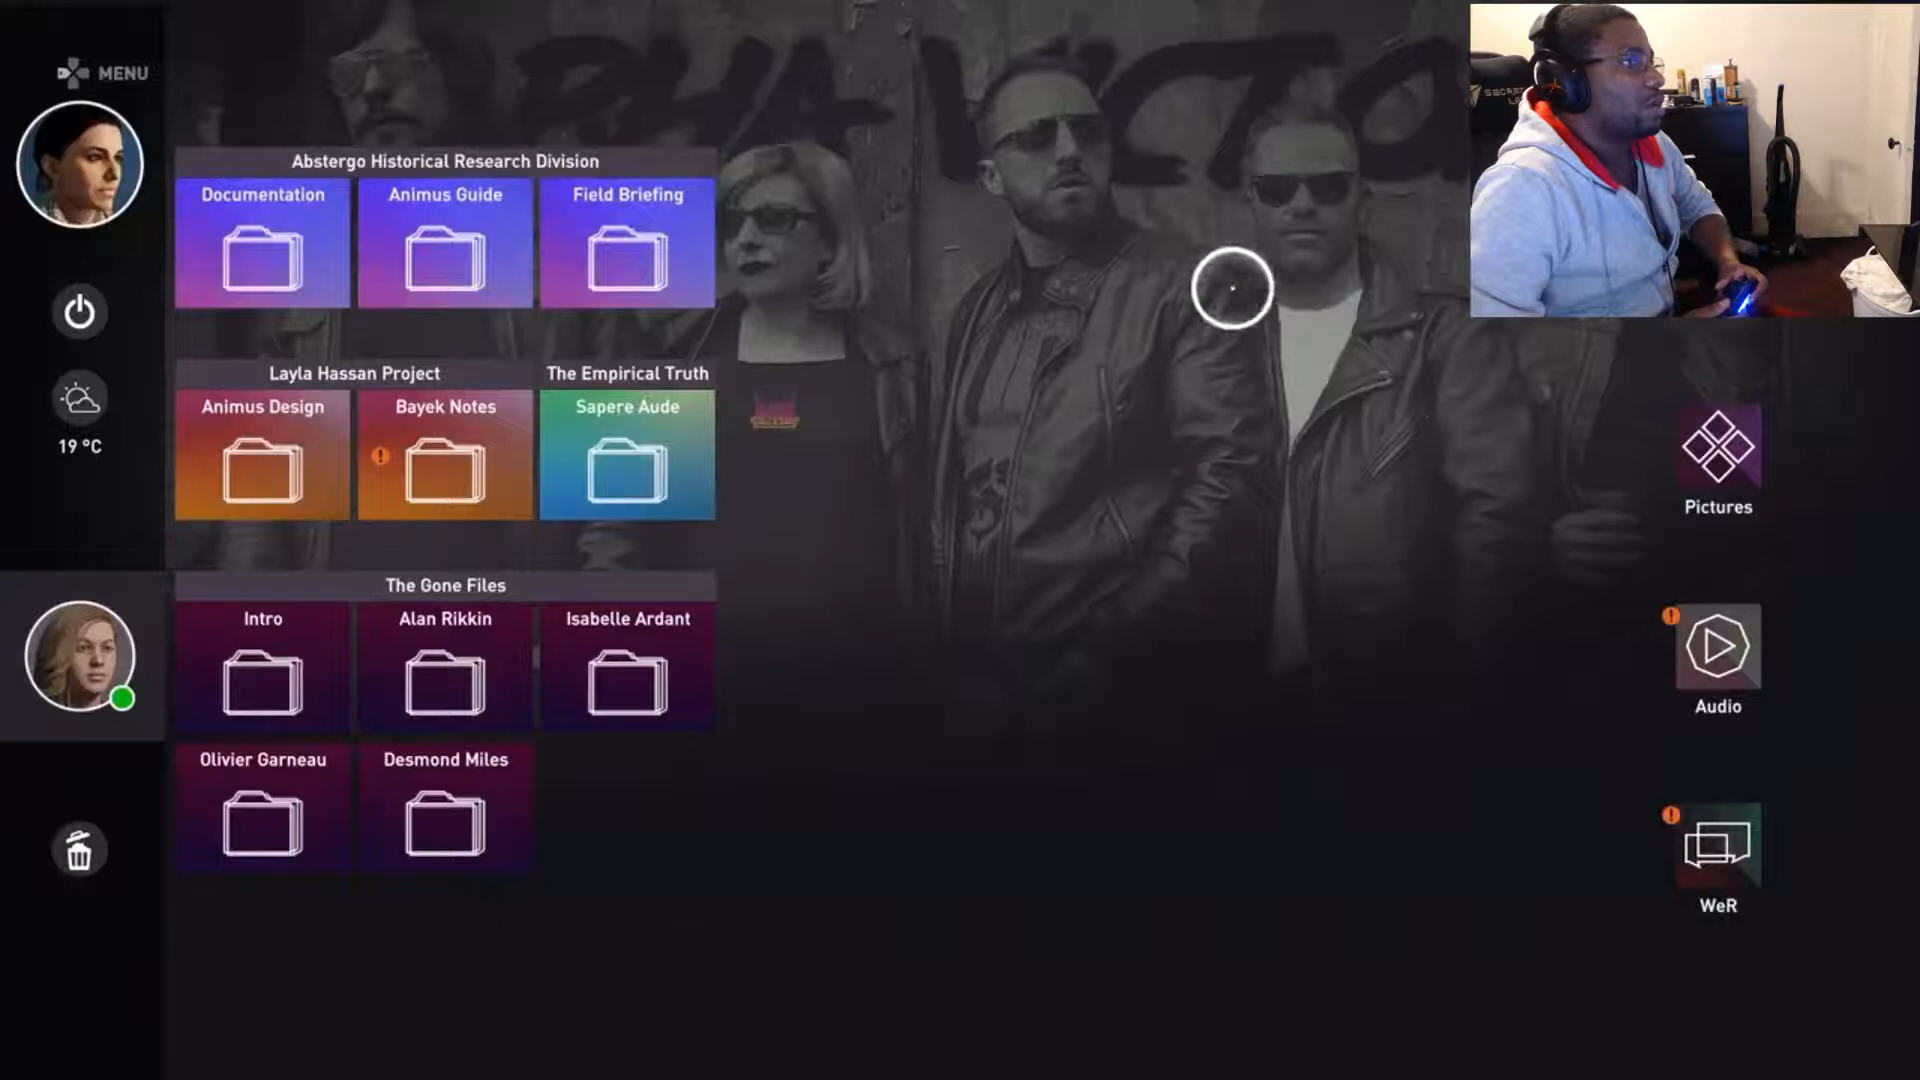 MENU
Abstergo Historical Research Division
Documentation
Animus Guide
Field Briefing
19 °C
Layla Hassan Project
The Empirical Truth
Animus Design
Bayek Notes
Sapere Aude
The Gone Files
Intro
Alan Rikkin
Isabelle Ardant
Olivier Garneau
Desmond Miles
Pictures
Audio
WeR